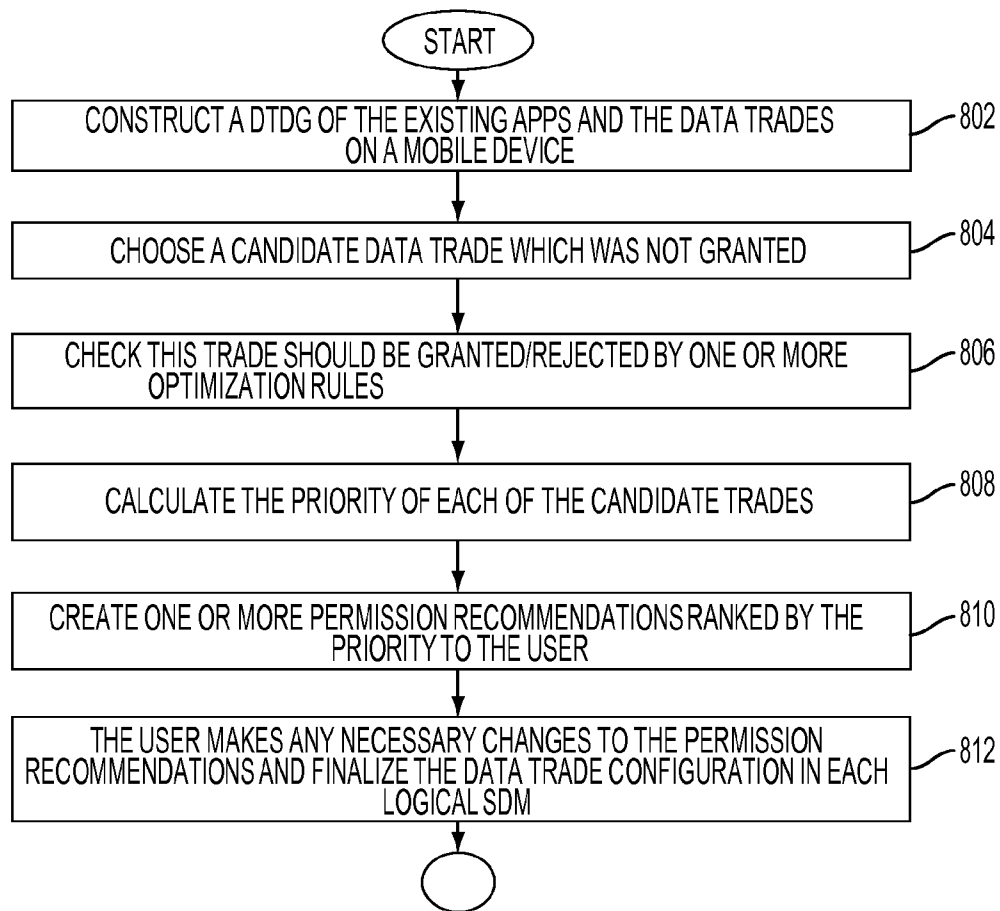 START
CONSTRUCT A DTDG OF THE EXISTING APPS AND THE DATA TRADES
ON A MOBILE DEVICE
802
CHOOSE A CANDIDATE DATA TRADE WHICH WAS NOT GRANTED
804
CHECK THIS TRADE SHOULD BE GRANTED/REJECTED BY ONE OR MORE
OPTIMIZATION RULES
806
CALCULATE THE PRIORITY OF EACH OF THE CANDIDATE TRADES
808
CREATE ONE OR MORE PERMISSION RECOMMENDATIONS RANKED BY THE
PRIORITY TO THE USER
810
THE USER MAKES ANY NECESSARY CHANGES TO THE PERMISSION
RECOMMENDATIONS AND FINALIZE THE DATA TRADE CONFIGURATION IN EACH
LOGICAL SDM
812